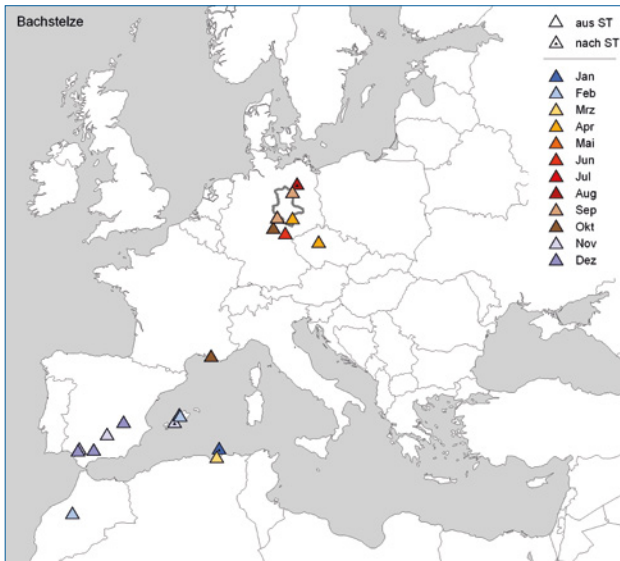 Bachstelze
aus ST
nach ST
Jan
Feb
Mrz
Apr
Mai
Jun
Jul
Aug
Sep
Okt
Nov
Dez